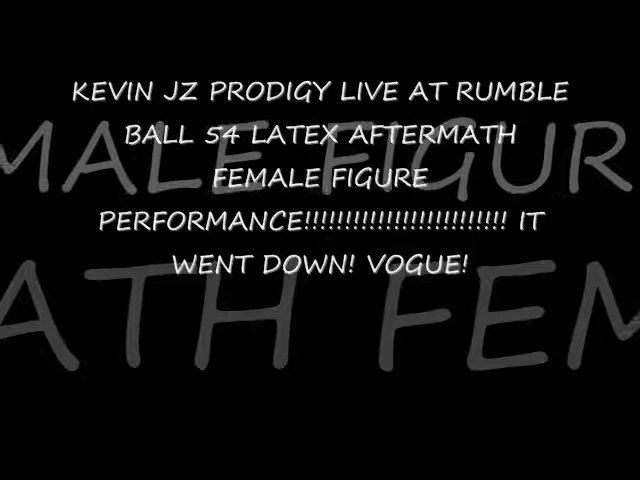 KEVIN JZ PRODIGY LIVE AT RUMBLE
BALL 54 LATEX AFTERMATH
FEMALE FIGURE
PERFORMANCE!!!!!!!!!!!!!!!!!!!!!!!!!! IT
WENT DOWN! VOGUE!
MALE FIGUR
ATH FEM